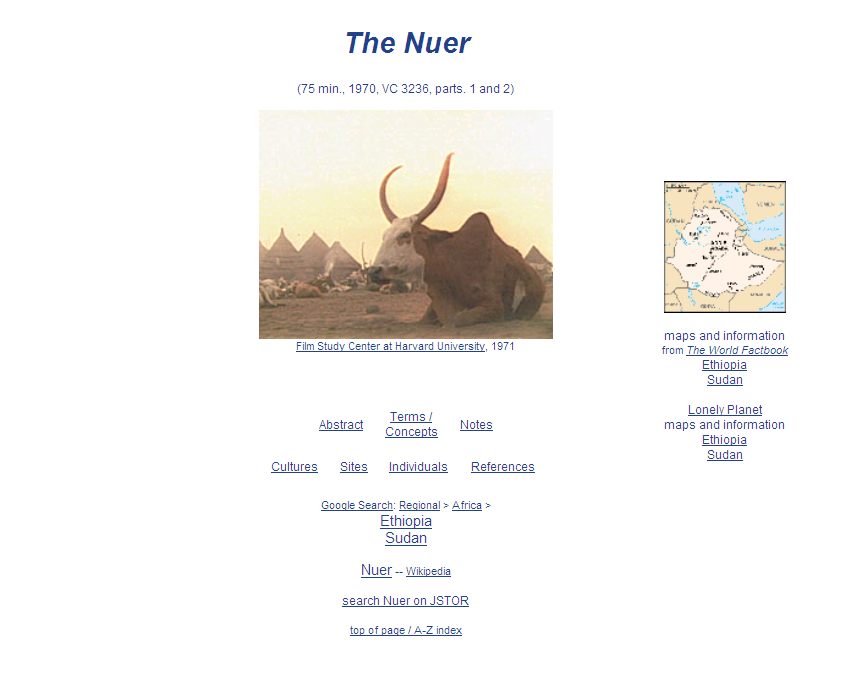 The Nuer
(75 min., 1970, VC 3236, parts. 1 and 2)
Film Study Center at Harvard University, 1971
maps and information
from The World Factbook
Ethiopia
Sudan
Lonely Planet
maps and information
Ethiopia
Sudan
Abstract
Terms /
Concepts
Notes
Cultures
Sites
Individuals
References
Google Search: Regional > Africa >
Ethiopia
Sudan
Nuer -- Wikipedia
search Nuer on JSTOR
top of page / A-Z index